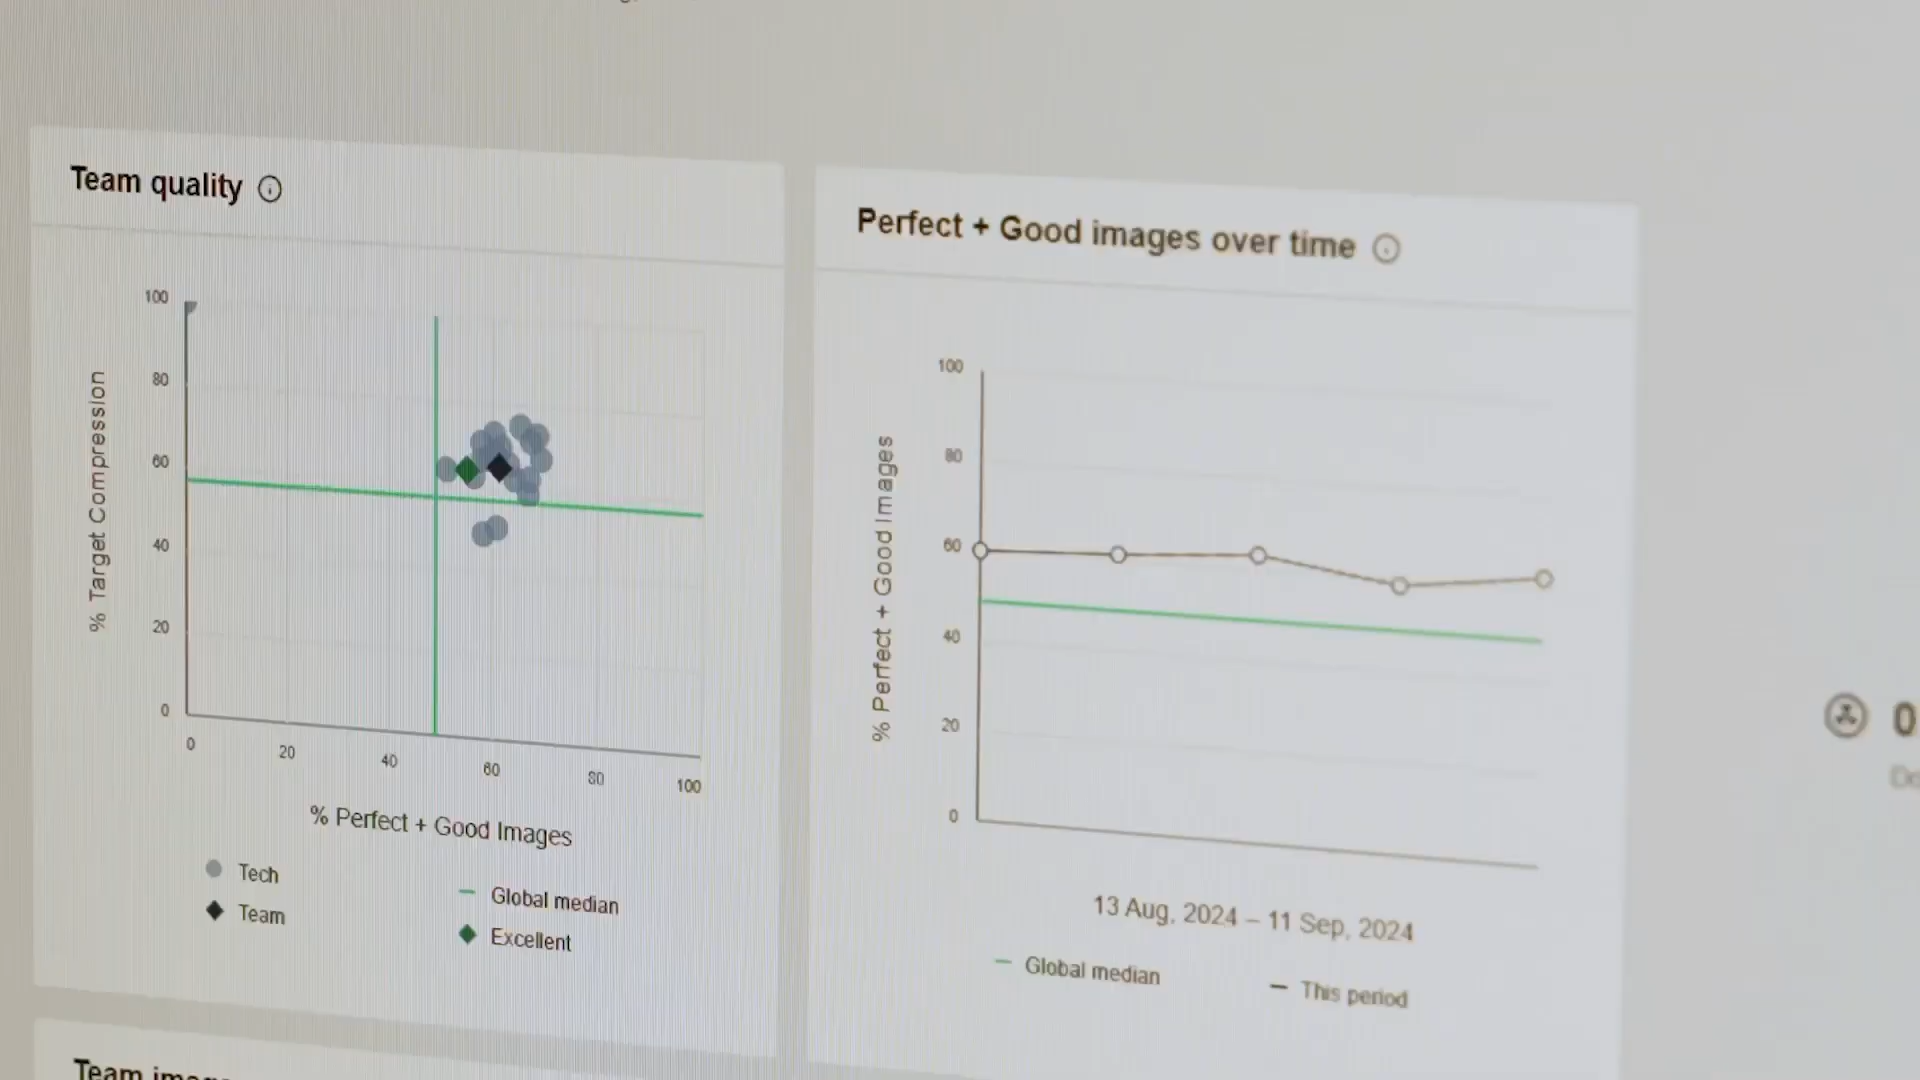 Team quality
100
80
60
40
20
0
% Target Compression
0 20 40 60 80 100
% Perfect + Good Images
Tech
Team
Global median
Excellent
Perfect + Good images over time
100
80
60
40
20
0
% Perfect + Good Images
13 Aug, 2024 – 11 Sep, 2024
Global median
This period
0
Team